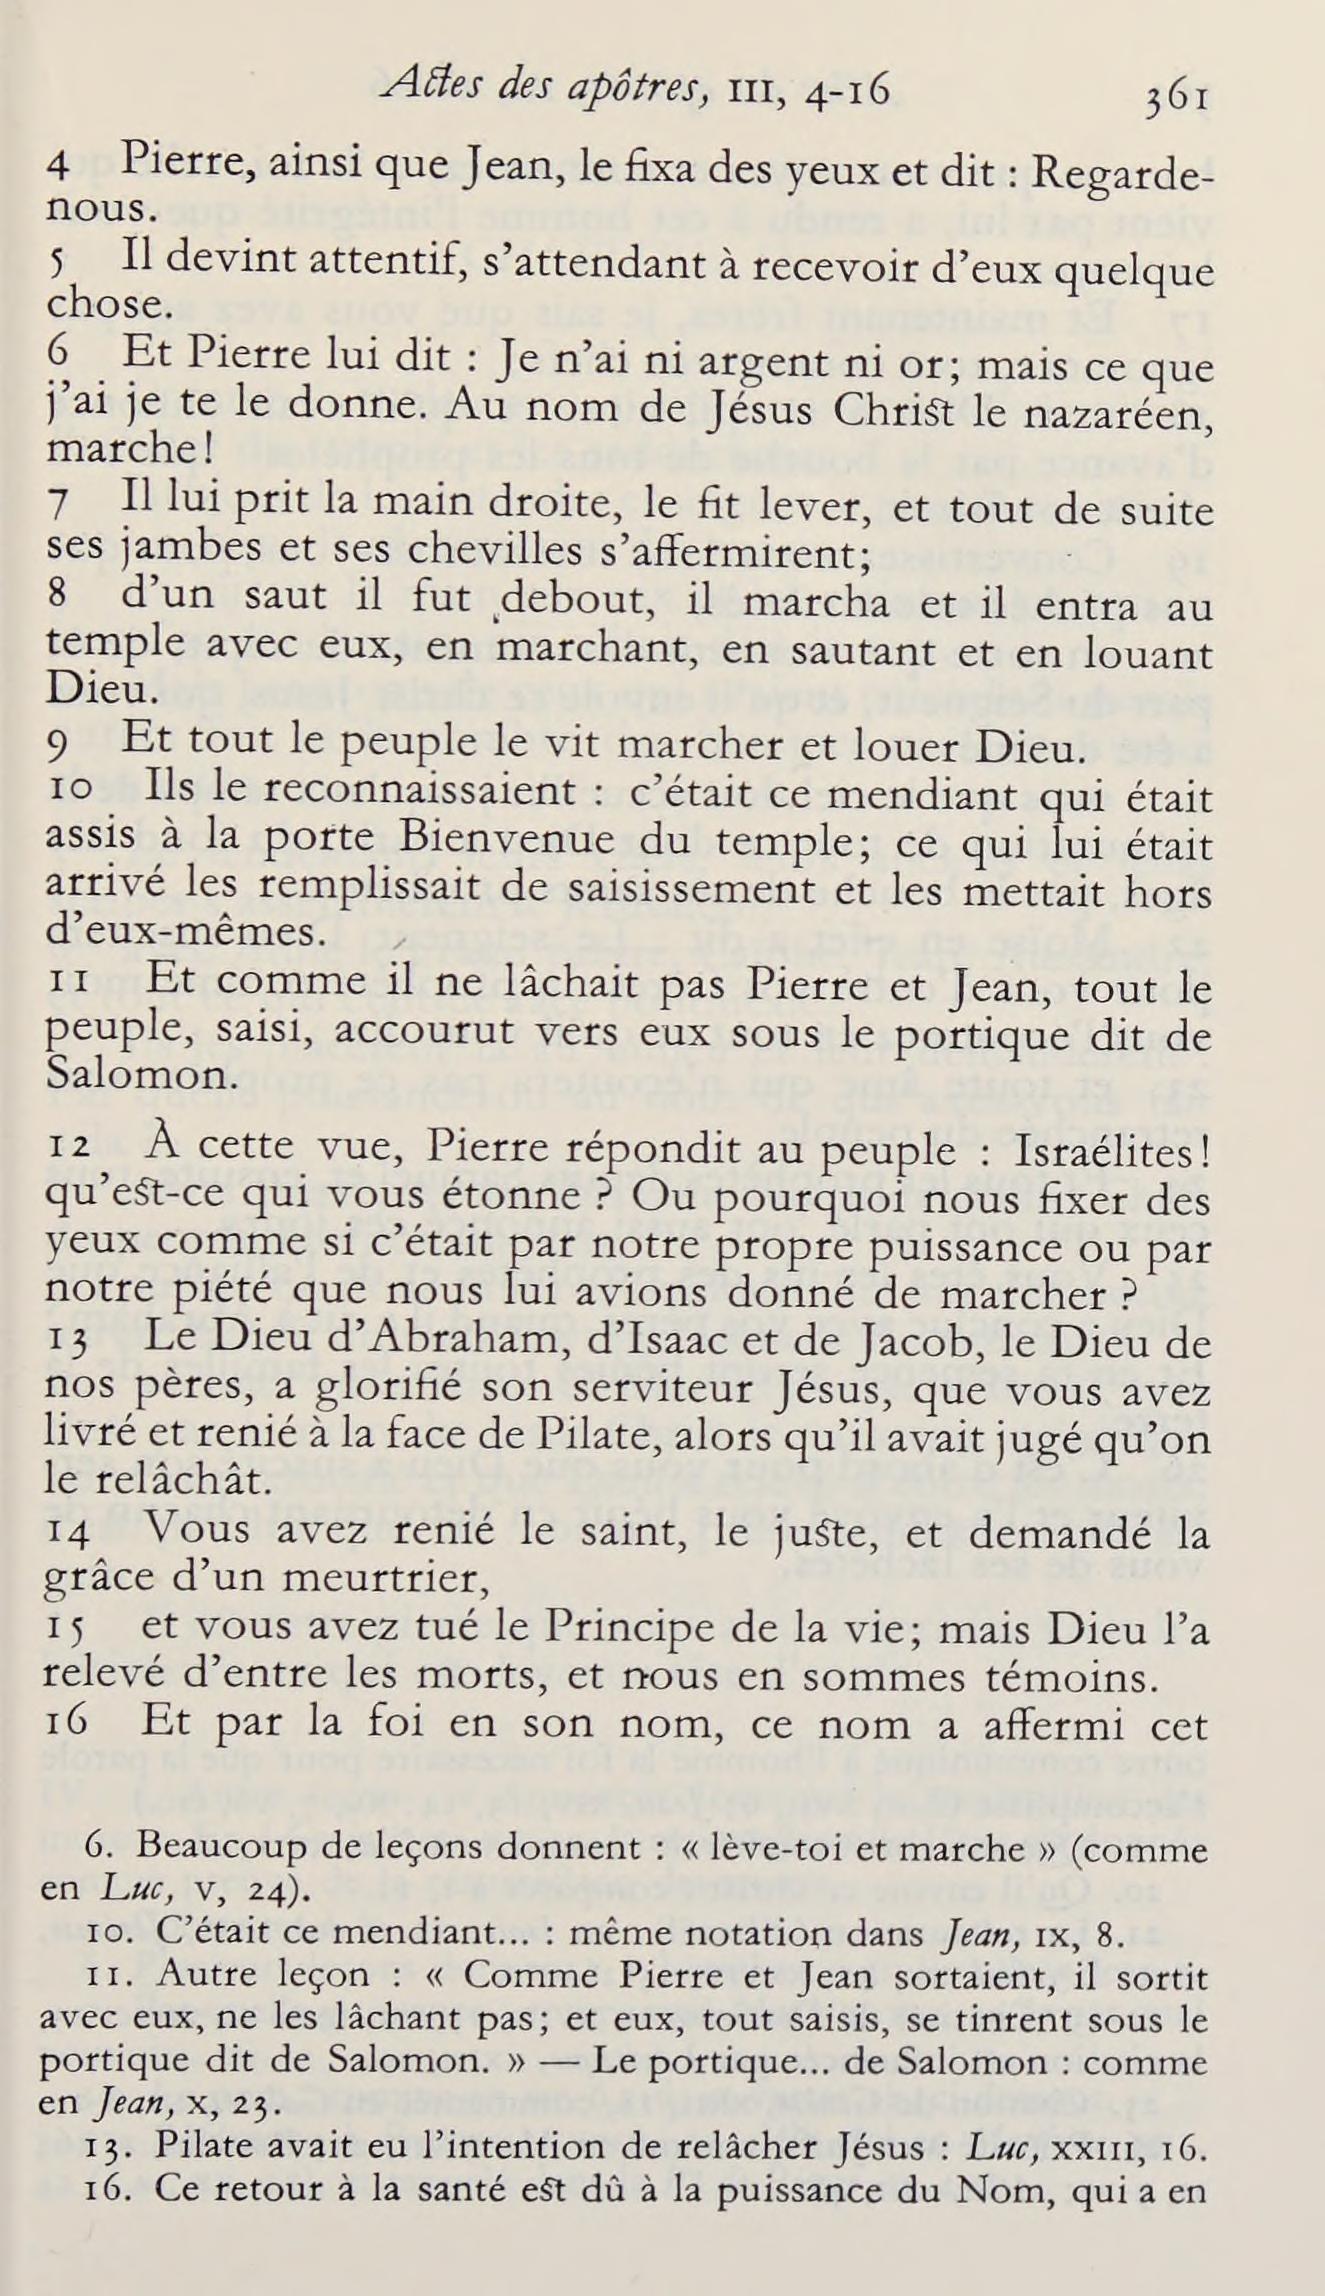 Actes des apôtres, III, 4-16 361
4 Pierre, ainsi que Jean, le fixa des yeux et dit : Regarde-
nous.
5 Il devint attentif, s’attendant à recevoir d’eux quelque
chose.
6 Et Pierre lui dit : Je n’ai ni argent ni or; mais ce que
j’ai je te le donne. Au nom de Jésus Christ le nazaréen,
marche!
7 Il lui prit la main droite, le fit lever, et tout de suite
ses jambes et ses chevilles s’affermirent;
8 d’un saut il fut debout, il marcha et il entra au
temple avec eux, en marchant, en sautant et en louant
Dieu.
9 Et tout le peuple le vit marcher et louer Dieu.
10 Ils le reconnaissaient : c’était ce mendiant qui était
assis à la porte Bienvenue du temple; ce qui lui était
arrivé les remplissait de saisissement et les mettait hors
d’eux-mêmes.
11 Et comme il ne lâchait pas Pierre et Jean, tout le
peuple, saisi, accourut vers eux sous le portique dit de
Salomon.
12 À cette vue, Pierre répondit au peuple : Israélites!
qu’est-ce qui vous étonne ? Ou pourquoi nous fixer des
yeux comme si c’était par notre propre puissance ou par
notre piété que nous lui avions donné de marcher ?
13 Le Dieu d’Abraham, d’Isaac et de Jacob, le Dieu de
nos pères, a glorifié son serviteur Jésus, que vous avez
livré et renié à la face de Pilate, alors qu’il avait jugé qu’on
le relâchât.
14 Vous avez renié le saint, le juste, et demandé la
grâce d’un meurtrier,
15 et vous avez tué le Principe de la vie; mais Dieu l’a
relevé d’entre les morts, et nous en sommes témoins.
16 Et par la foi en son nom, ce nom a affermi cet
6. Beaucoup de leçons donnent : « lève-toi et marche » (comme
en Luc, V, 24).
10. C’était ce mendiant... : même notation dans Jean, IX, 8.
11. Autre leçon : « Comme Pierre et Jean sortaient, il sortit
avec eux, ne les lâchant pas; et eux, tout saisis, se tinrent sous le
portique dit de Salomon. » — Le portique... de Salomon : comme
en Jean, X, 23.
13. Pilate avait eu l’intention de relâcher Jésus : Luc, XXIII, 16.
16. Ce retour à la santé est dû à la puissance du Nom, qui a en